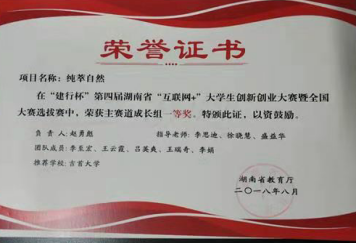 荣誉证书
项目名称：纯萃自然
在“建行杯”第四届湖南省“互联网+”大学生创新创业大赛暨全国
大赛选拔赛中，荣获主赛道成长组一等奖。特颁此证，以资鼓励。
负责人：赵勇彪 指导老师：李思迪、徐晓慧、盛益华
团队成员：李至宏、王云霞、吕英爽、王瑞奇、李娟
推荐学校：吉首大学
湖南省教育厅
二〇一八年八月